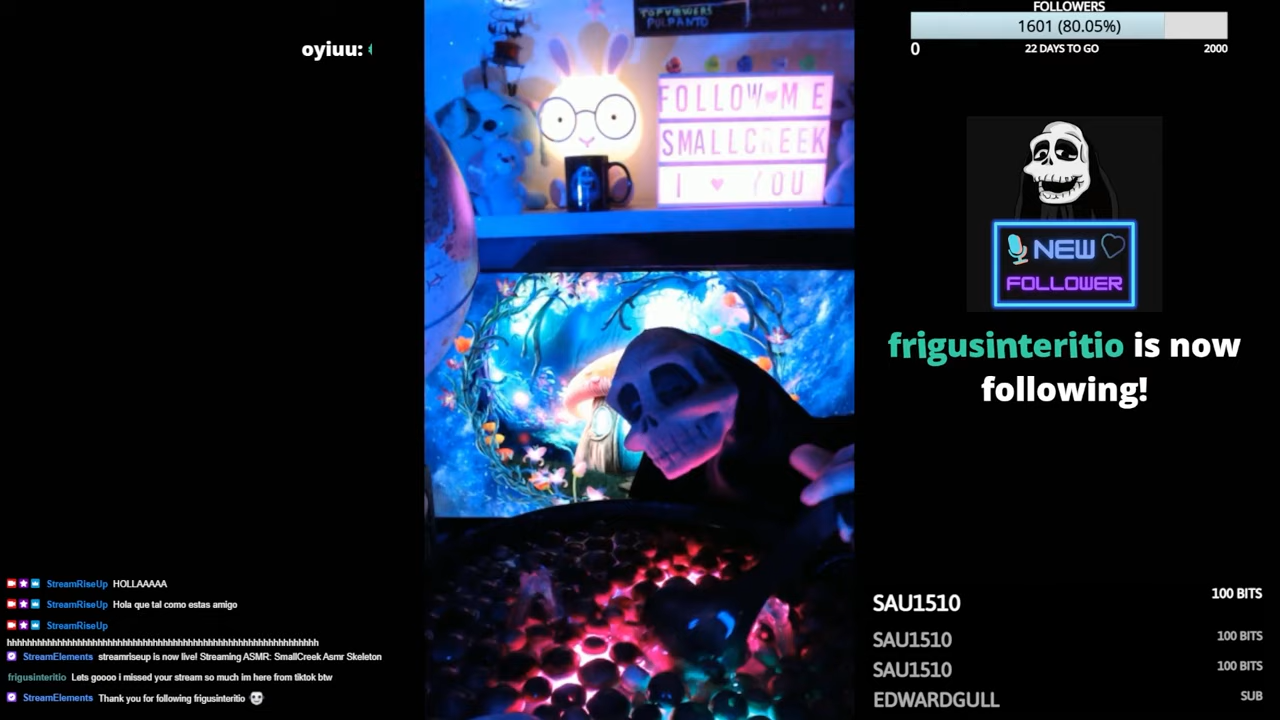 oyiuu:
TOPVIEWERS
PULPANTO
FOLLOW♥ME
SMALLCREEK
I ♥ YOU
FOLLOWERS
1601 (80.05%)
0
22 DAYS TO GO
2000
NEW
FOLLOWER
frigusinteritio is now
following!
StreamRiseUp HOLLAAAAA
StreamRiseUp Hola que tal como estas amigo
StreamRiseUp
hhhhhhhhhhhhhhhhhhhhhhhhhhhhhhhhhhhhhhhhhhhhhhhhhhhhhhhhhhhhhh
StreamElements streamriseup is now live! Streaming ASMR: SmallCreek Asmr Skeleton
frigusinteritio Lets goooo i missed your stream so much im here from tiktok btw
StreamElements Thank you for following frigusinteritio
SAU1510 100 BITS
SAU1510 100 BITS
SAU1510 100 BITS
EDWARDGULL SUB